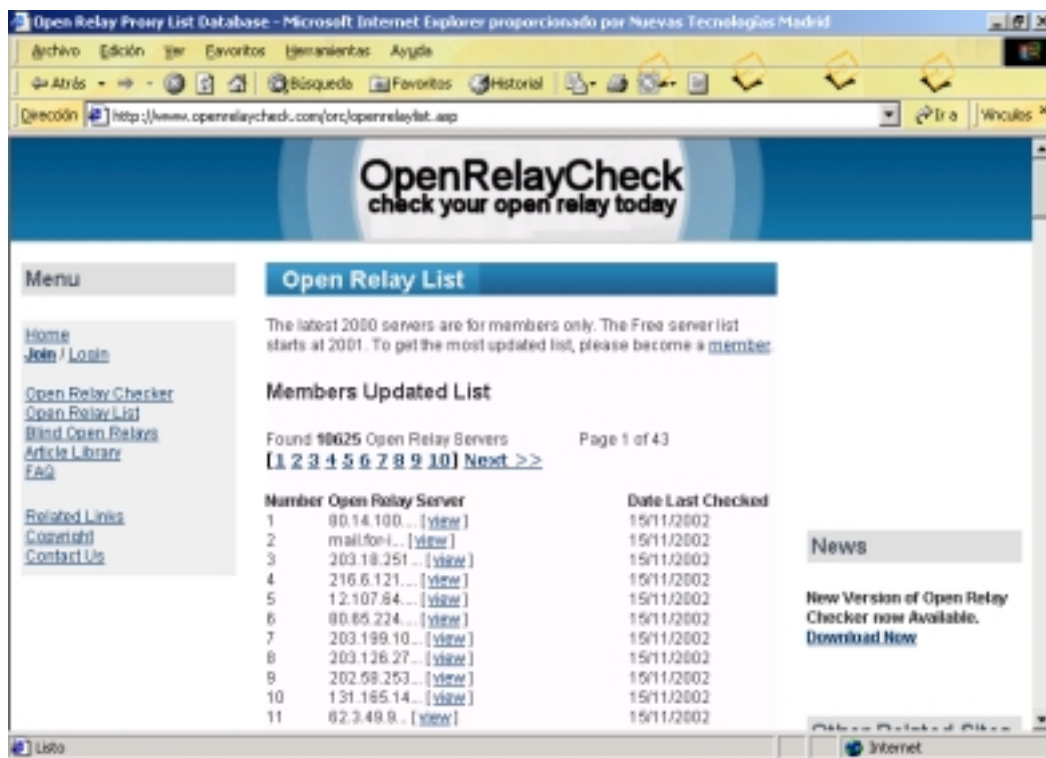 Open Relay Proxy List Database - Microsoft Internet Explorer proporcionado por Nuevas Tecnologías Madrid
Archivo Edición Ver Favoritos Herramientas Ayuda
Atrás Búsqueda Favoritos Historial
Dirección http://www.openrelaycheck.com/orc/openrelaylist.asp Ir a Vínculos
OpenRelayCheck
check your open relay today
Menu
Home
Join / Login
Open Relay Checker
Open Relay List
Blind Open Relays
Article Library
FAQ
Related Links
Copyright
Contact Us
Open Relay List
The latest 2000 servers are for members only. The Free server list
starts at 2001. To get the most updated list, please become a member.
Members Updated List
Found 10625 Open Relay Servers Page 1 of 43
[1 2 3 4 5 6 7 8 9 10] Next >>
Number Open Relay Server Date Last Checked
1 80.14.100.... [view] 15/11/2002
2 mail.for-i... [view] 15/11/2002
3 203.18.251... [view] 15/11/2002
4 216.6.121.... [view] 15/11/2002
5 12.107.64.... [view] 15/11/2002
6 80.65.224... [view] 15/11/2002
7 203.199.10... [view] 15/11/2002
8 203.126.27... [view] 15/11/2002
9 202.58.253... [view] 15/11/2002
10 131.165.14... [view] 15/11/2002
11 62.3.49.9... [view] 15/11/2002
News
New Version of Open Relay
Checker now Available.
Download Now
Other Related Sites
Listo Internet